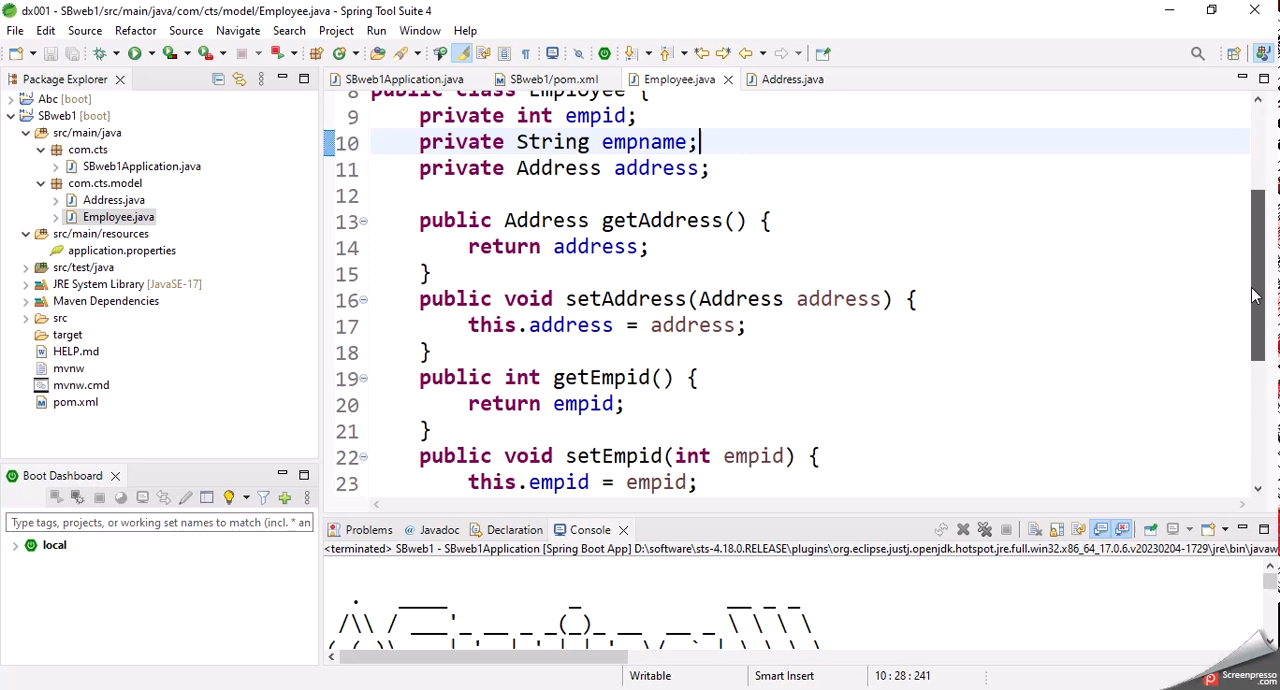 dx001 - SBweb1/src/main/java/com/cts/model/Employee.java - Spring Tool Suite 4
File Edit Source Refactor Source Navigate Search Project Run Window Help
Package Explorer
SBweb1Application.java SBweb1/pom.xml Employee.java Address.java
Abc [boot]
SBweb1 [boot]
src/main/java
com.cts
SBweb1Application.java
com.cts.model
Address.java
Employee.java
src/main/resources
application.properties
src/test/java
JRE System Library [JavaSE-17]
Maven Dependencies
src
target
HELP.md
mvnw
mvnw.cmd
pom.xml
8 public class Employee {
9 private int empid;
10 private String empname;
11 private Address address;
12
13 public Address getAddress() {
14 return address;
15 }
16 public void setAddress(Address address) {
17 this.address = address;
18 }
19 public int getEmpid() {
20 return empid;
21 }
22 public void setEmpid(int empid) {
23 this.empid = empid;
Boot Dashboard
Type tags, projects, or working set names to match (incl. * an
local
Problems @ Javadoc Declaration Console
<terminated> SBweb1 - SBweb1Application [Spring Boot App] D:\software\sts-4.18.0.RELEASE\plugins\org.eclipse.justj.openjdk.hotspot.jre.full.win32.x86_64_17.0.6.v20230204-1729\jre\bin\javaw
Writable Smart Insert 10 : 28 : 241
Screenpresso
.com